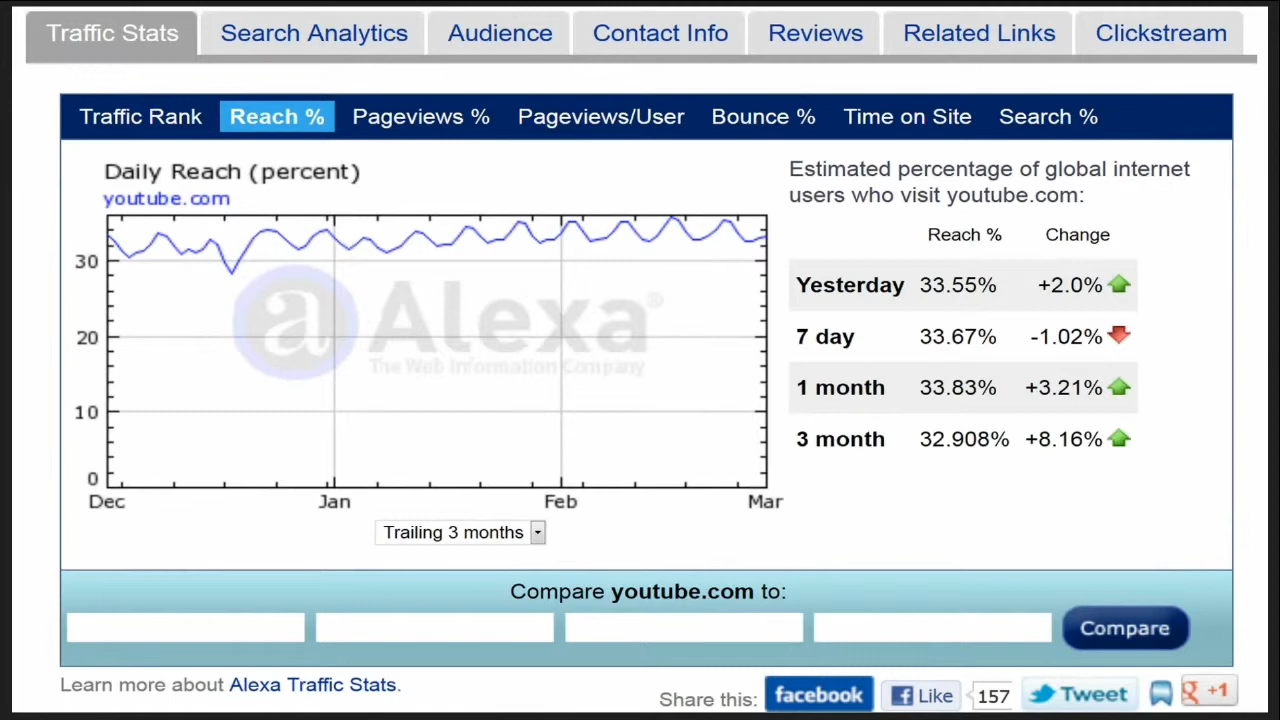 Traffic Stats Search Analytics Audience Contact Info Reviews Related Links Clickstream
Traffic Rank Reach % Pageviews % Pageviews/User Bounce % Time on Site Search %
Daily Reach (percent)
youtube.com
30
20
10
0
Dec Jan Feb Mar
a Alexa®
The Web Information Company
Trailing 3 months
Estimated percentage of global internet
users who visit youtube.com:
Reach % Change
Yesterday 33.55% +2.0%
7 day 33.67% -1.02%
1 month 33.83% +3.21%
3 month 32.908% +8.16%
Compare youtube.com to:
Compare
Learn more about Alexa Traffic Stats.
Share this: facebook f Like 157 Tweet g +1